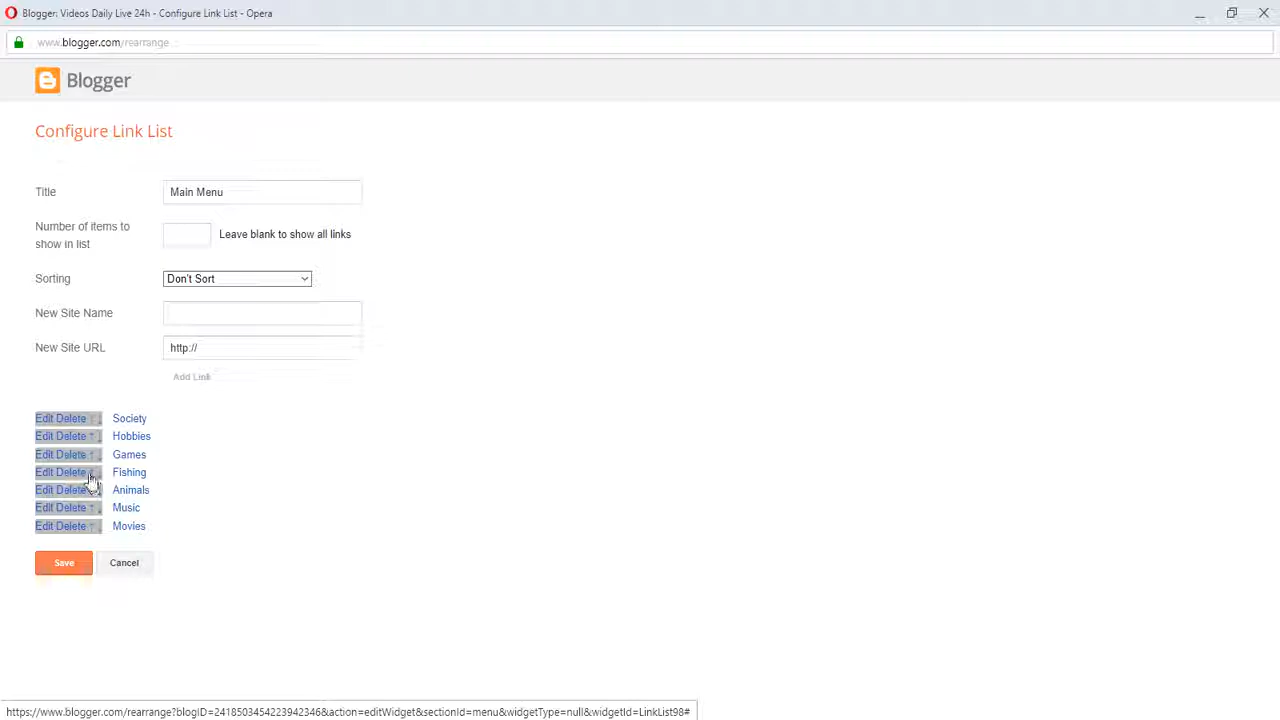 Blogger: Videos Daily Live 24h - Configure Link List - Opera
www.blogger.com/rearrange
Blogger
Configure Link List
Title Main Menu
Number of items to show in list Leave blank to show all links
Sorting Don't Sort
New Site Name
New Site URL http://
Add Link
Edit Delete ↑ ↓ Society
Edit Delete ↑ ↓ Hobbies
Edit Delete ↑ ↓ Games
Edit Delete ↑ ↓ Fishing
Edit Delete ↑ ↓ Animals
Edit Delete ↑ ↓ Music
Edit Delete ↑ ↓ Movies
Save Cancel
https://www.blogger.com/rearrange?blogID=2418503454223942346&action=editWidget&sectionId=menu&widgetType=null&widgetId=LinkList98#